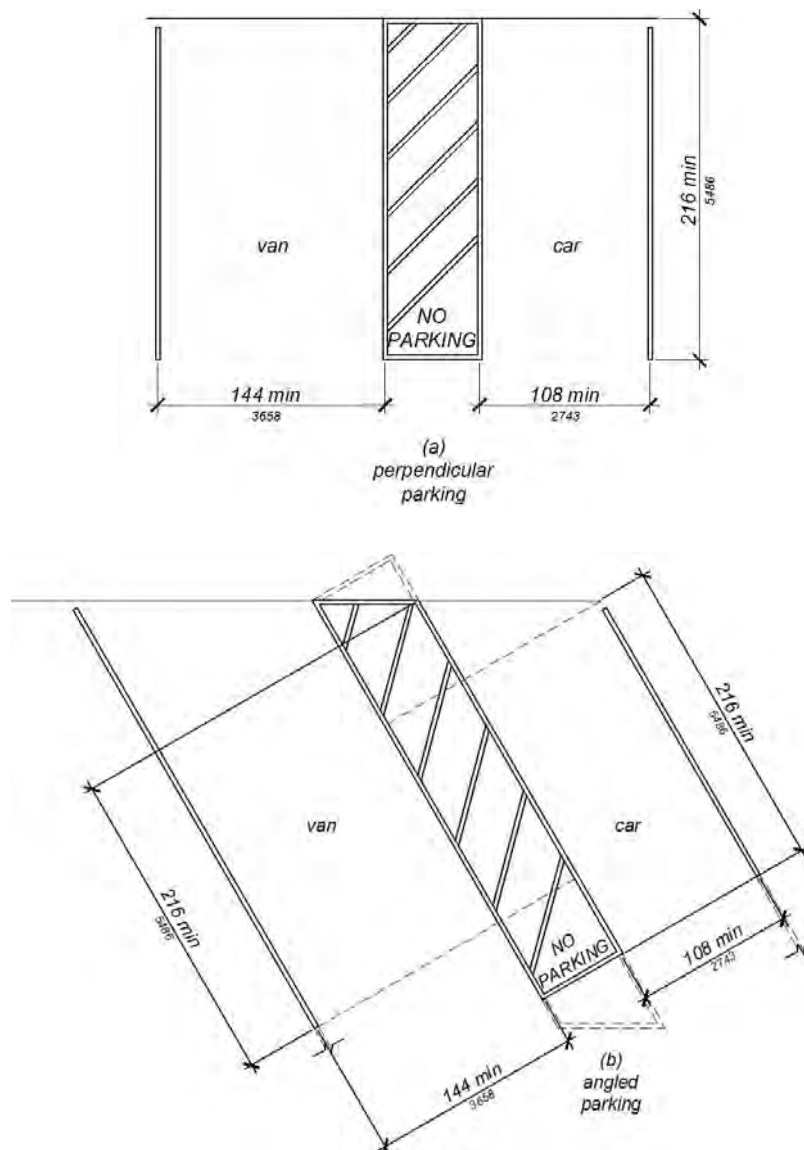 van
car
NO
PARKING
216 min
5486
144 min
3658
108 min
2743
(a)
perpendicular
parking
216 min
5486
van
car
216 min
5486
NO
PARKING
108 min
2743
144 min
3658
(b)
angled
parking